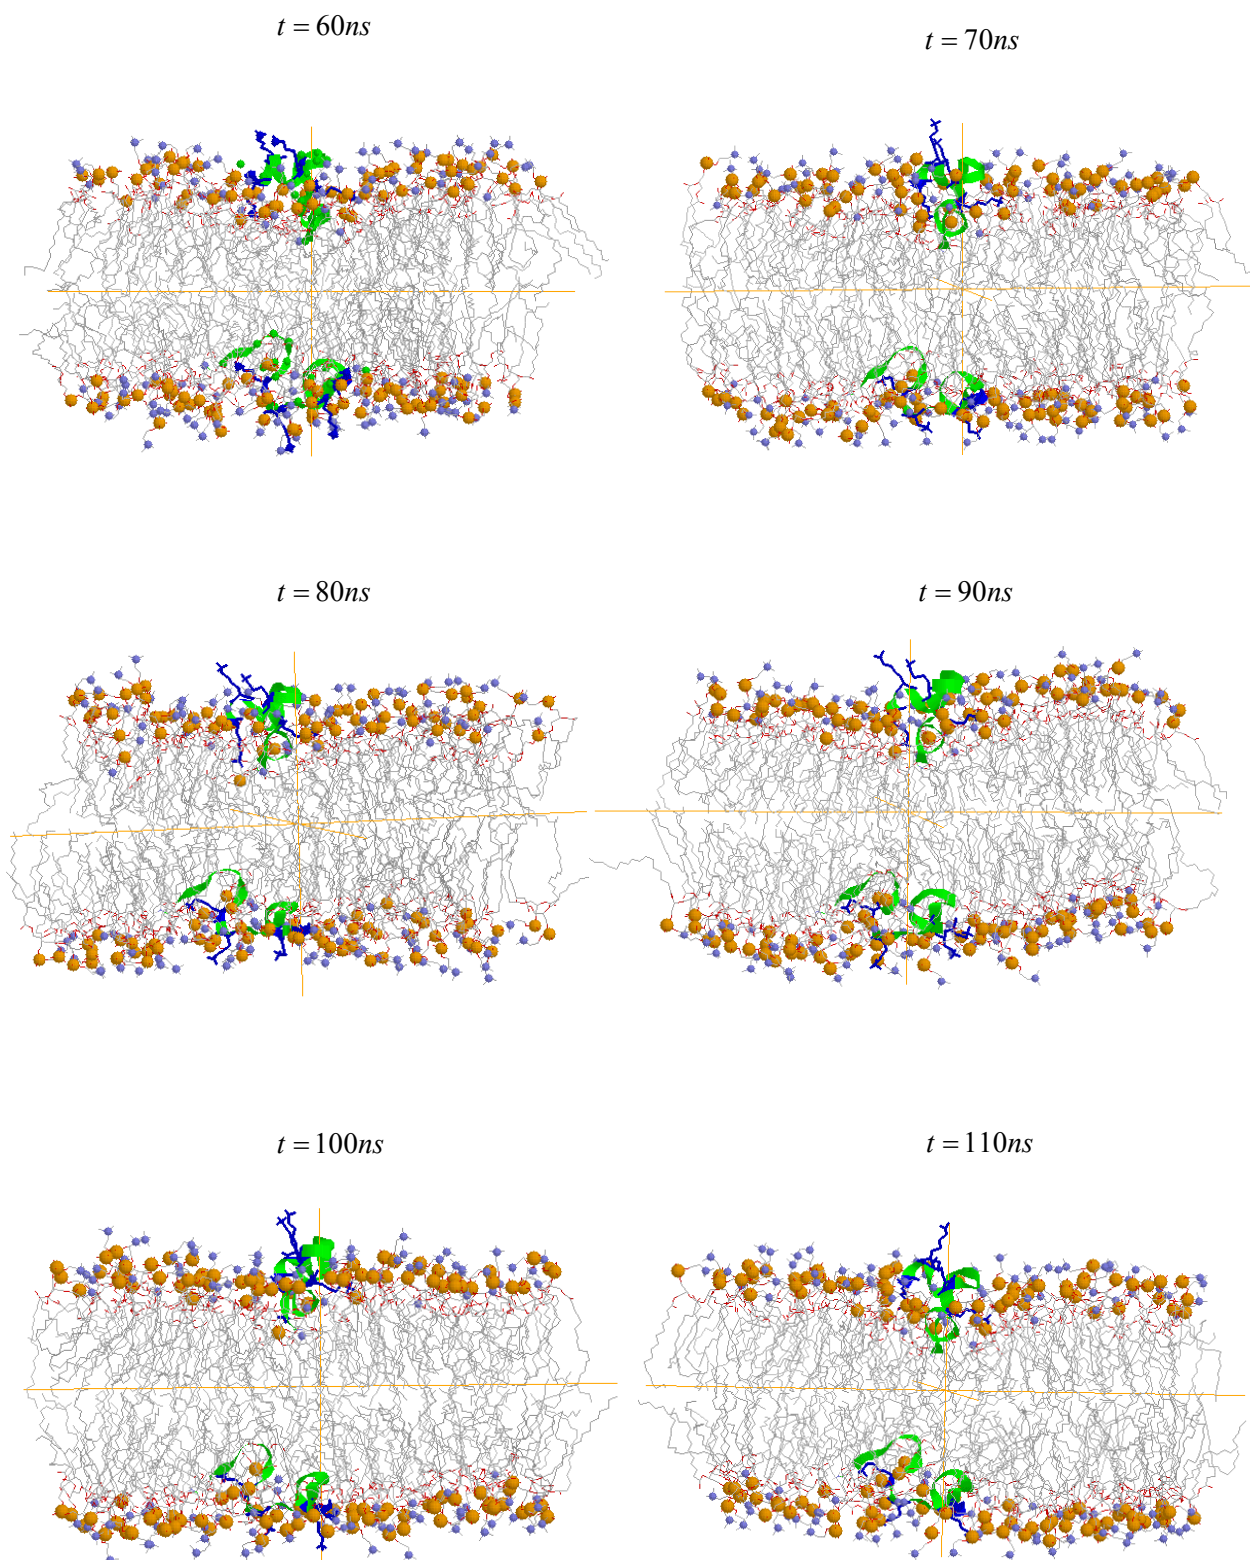 t = 60ns
t = 70ns
t = 80ns
t = 90ns
t = 100ns
t = 110ns